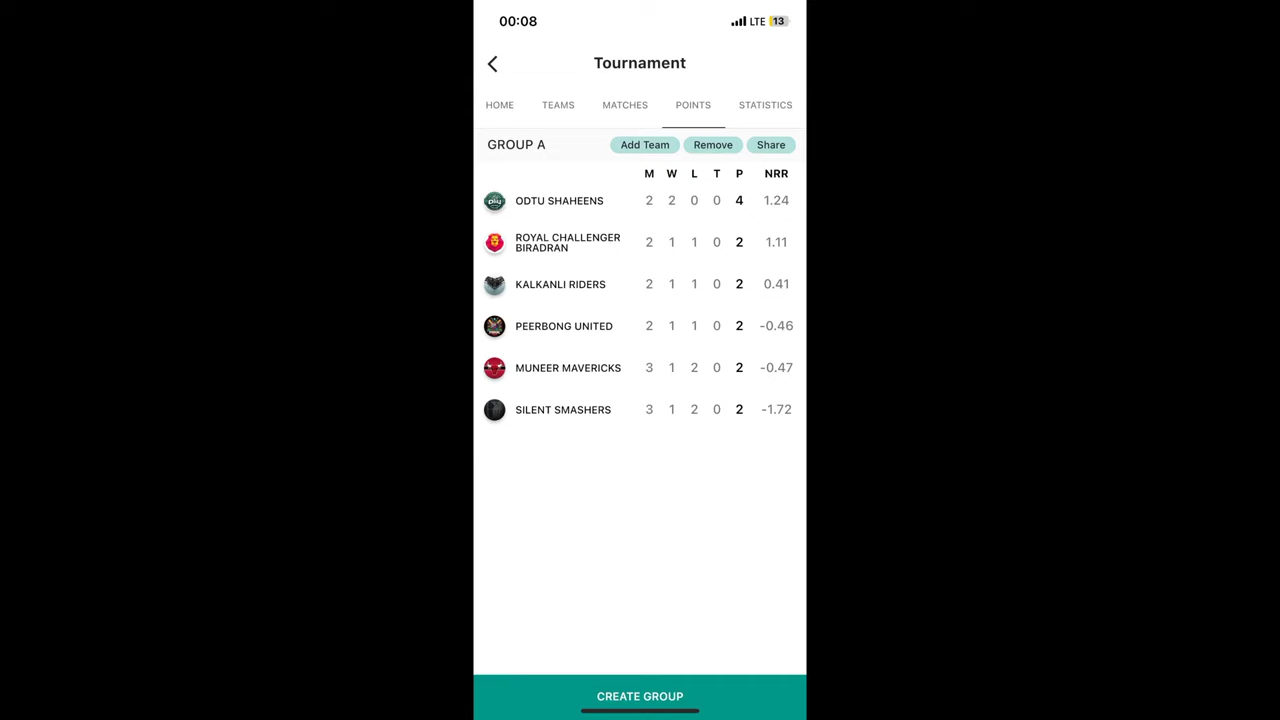 00:08 LTE 13
Tournament
HOME TEAMS MATCHES POINTS STATISTICS
GROUP A Add Team Remove Share
M W L T P NRR
ODTU SHAHEENS 2 2 0 0 4 1.24
ROYAL CHALLENGER
BIRADRAN 2 1 1 0 2 1.11
KALKANLI RIDERS 2 1 1 0 2 0.41
PEERBONG UNITED 2 1 1 0 2 -0.46
MUNEER MAVERICKS 3 1 2 0 2 -0.47
SILENT SMASHERS 3 1 2 0 2 -1.72
CREATE GROUP